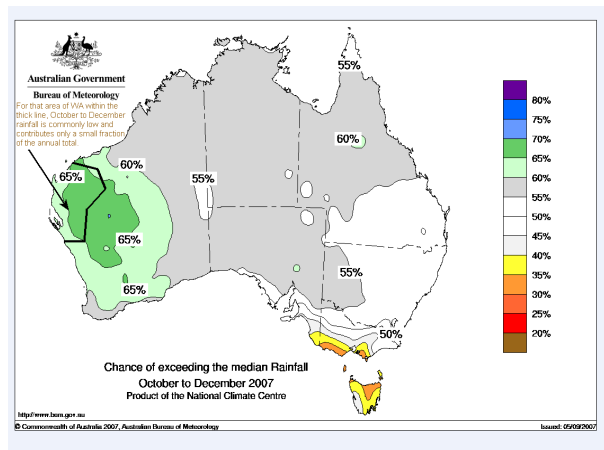 Australian Government
Bureau of Meteorology
For that area of WA within the
thick line, October to December
rainfall is commonly low and
contributes only a small fraction
of the annual total.
55%
60%
60%
65%
55%
65%
65%
55%
50%
80%
75%
70%
65%
60%
55%
50%
45%
40%
35%
30%
25%
20%
Chance of exceeding the median Rainfall
October to December 2007
Product of the National Climate Centre
http://www.bom.gov.au
© Commonwealth of Australia 2007, Australian Bureau of Meteorology
Issued: 05/09/2007